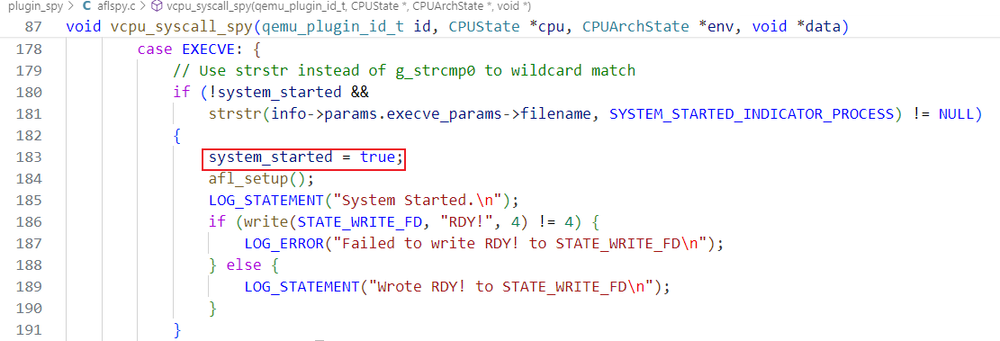 plugin_spy > C aflspy.c > vcpu_syscall_spy(qemu_plugin_id_t, CPUState *, CPUArchState *, void *)
87 void vcpu_syscall_spy(qemu_plugin_id_t id, CPUState *cpu, CPUArchState *env, void *data)
178 case EXECVE: {
179 // Use strstr instead of g_strcmp0 to wildcard match
180 if (!system_started &&
181 strstr(info->params.execve_params->filename, SYSTEM_STARTED_INDICATOR_PROCESS) != NULL)
182 {
183 system_started = true;
184 afl_setup();
185 LOG_STATEMENT("System Started.\n");
186 if (write(STATE_WRITE_FD, "RDY!", 4) != 4) {
187 LOG_ERROR("Failed to write RDY! to STATE_WRITE_FD\n");
188 } else {
189 LOG_STATEMENT("Wrote RDY! to STATE_WRITE_FD\n");
190 }
191 }